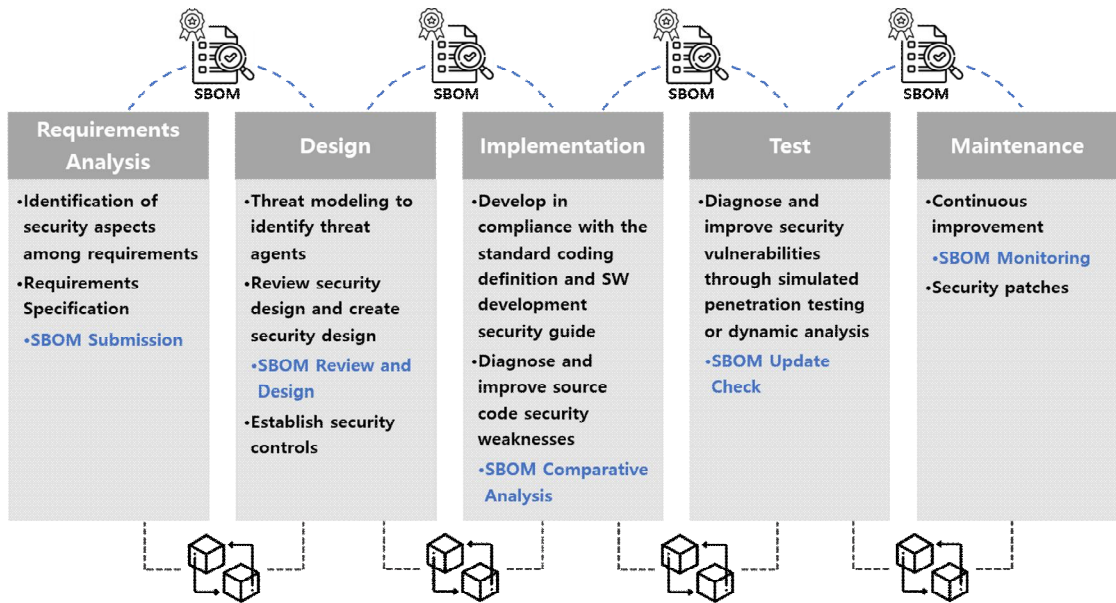 SBOM
SBOM
SBOM
SBOM
Requirements
Analysis
•Identification of
security aspects
among requirements
•Requirements
Specification
•SBOM Submission
Design
•Threat modeling to
identify threat
agents
•Review security
design and create
security design
•SBOM Review and
Design
•Establish security
controls
Implementation
•Develop in
compliance with the
standard coding
definition and SW
development
security guide
•Diagnose and
improve source
code security
weaknesses
•SBOM Comparative
Analysis
Test
•Diagnose and
improve security
vulnerabilities
through simulated
penetration testing
or dynamic analysis
•SBOM Update
Check
Maintenance
•Continuous
improvement
•SBOM Monitoring
•Security patches